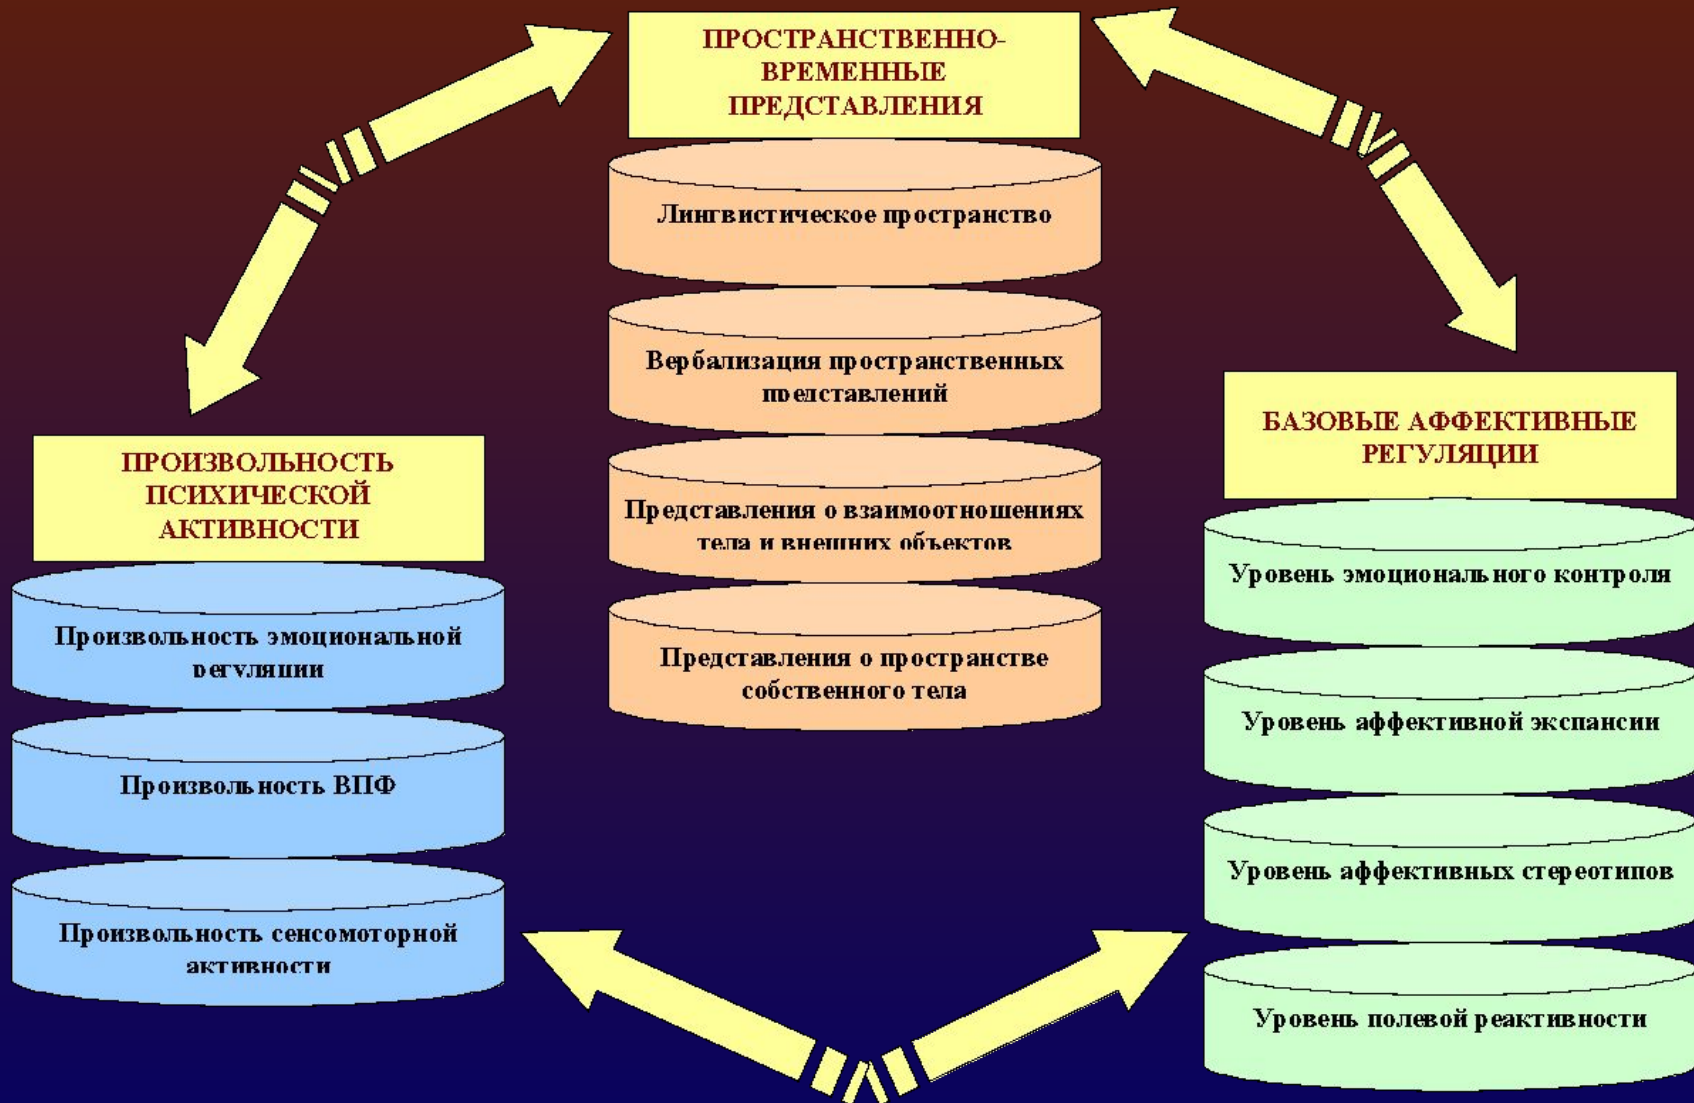 ПРОСТРАНСТВЕННО-
ВРЕМЕННЫЕ
ПРЕДСТАВЛЕНИЯ
Лингвистическое пространство
Вербализация пространственных
представлений
Представления о взаимоотношениях
тела и внешних объектов
Представления о пространстве
собственного тела
ПРОИЗВОЛЬНОСТЬ
ПСИХИЧЕСКОЙ
АКТИВНОСТИ
Произвольность эмоциональной
регуляции
Произвольность ВПФ
Произвольность сенсомоторной
активности
БАЗОВЫЕ АФФЕКТИВНЫЕ
РЕГУЛЯЦИИ
Уровень эмоционального контроля
Уровень аффективной экспансии
Уровень аффективных стереотипов
Уровень полевой реактивности